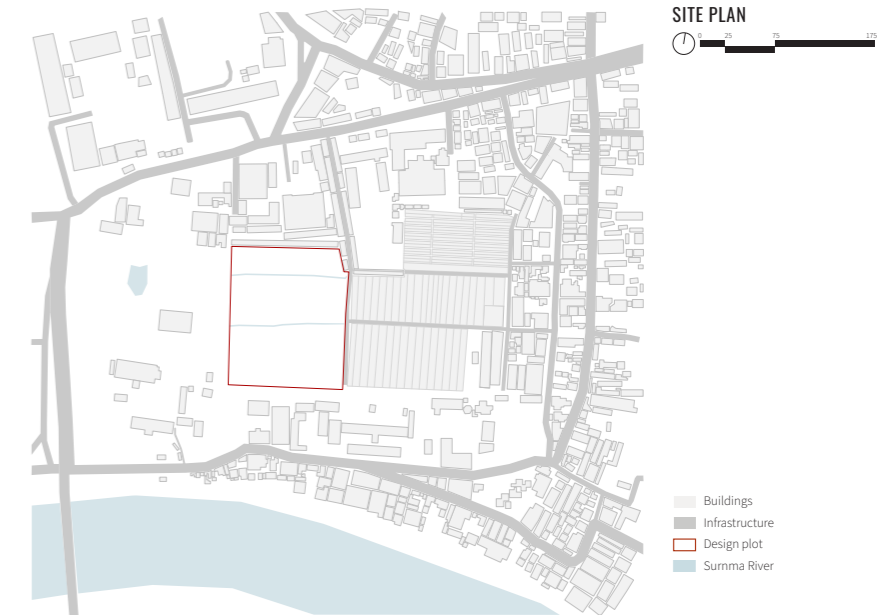 SITE PLAN
0 25 75 175
Buildings
Infrastructure
Design plot
Surma River